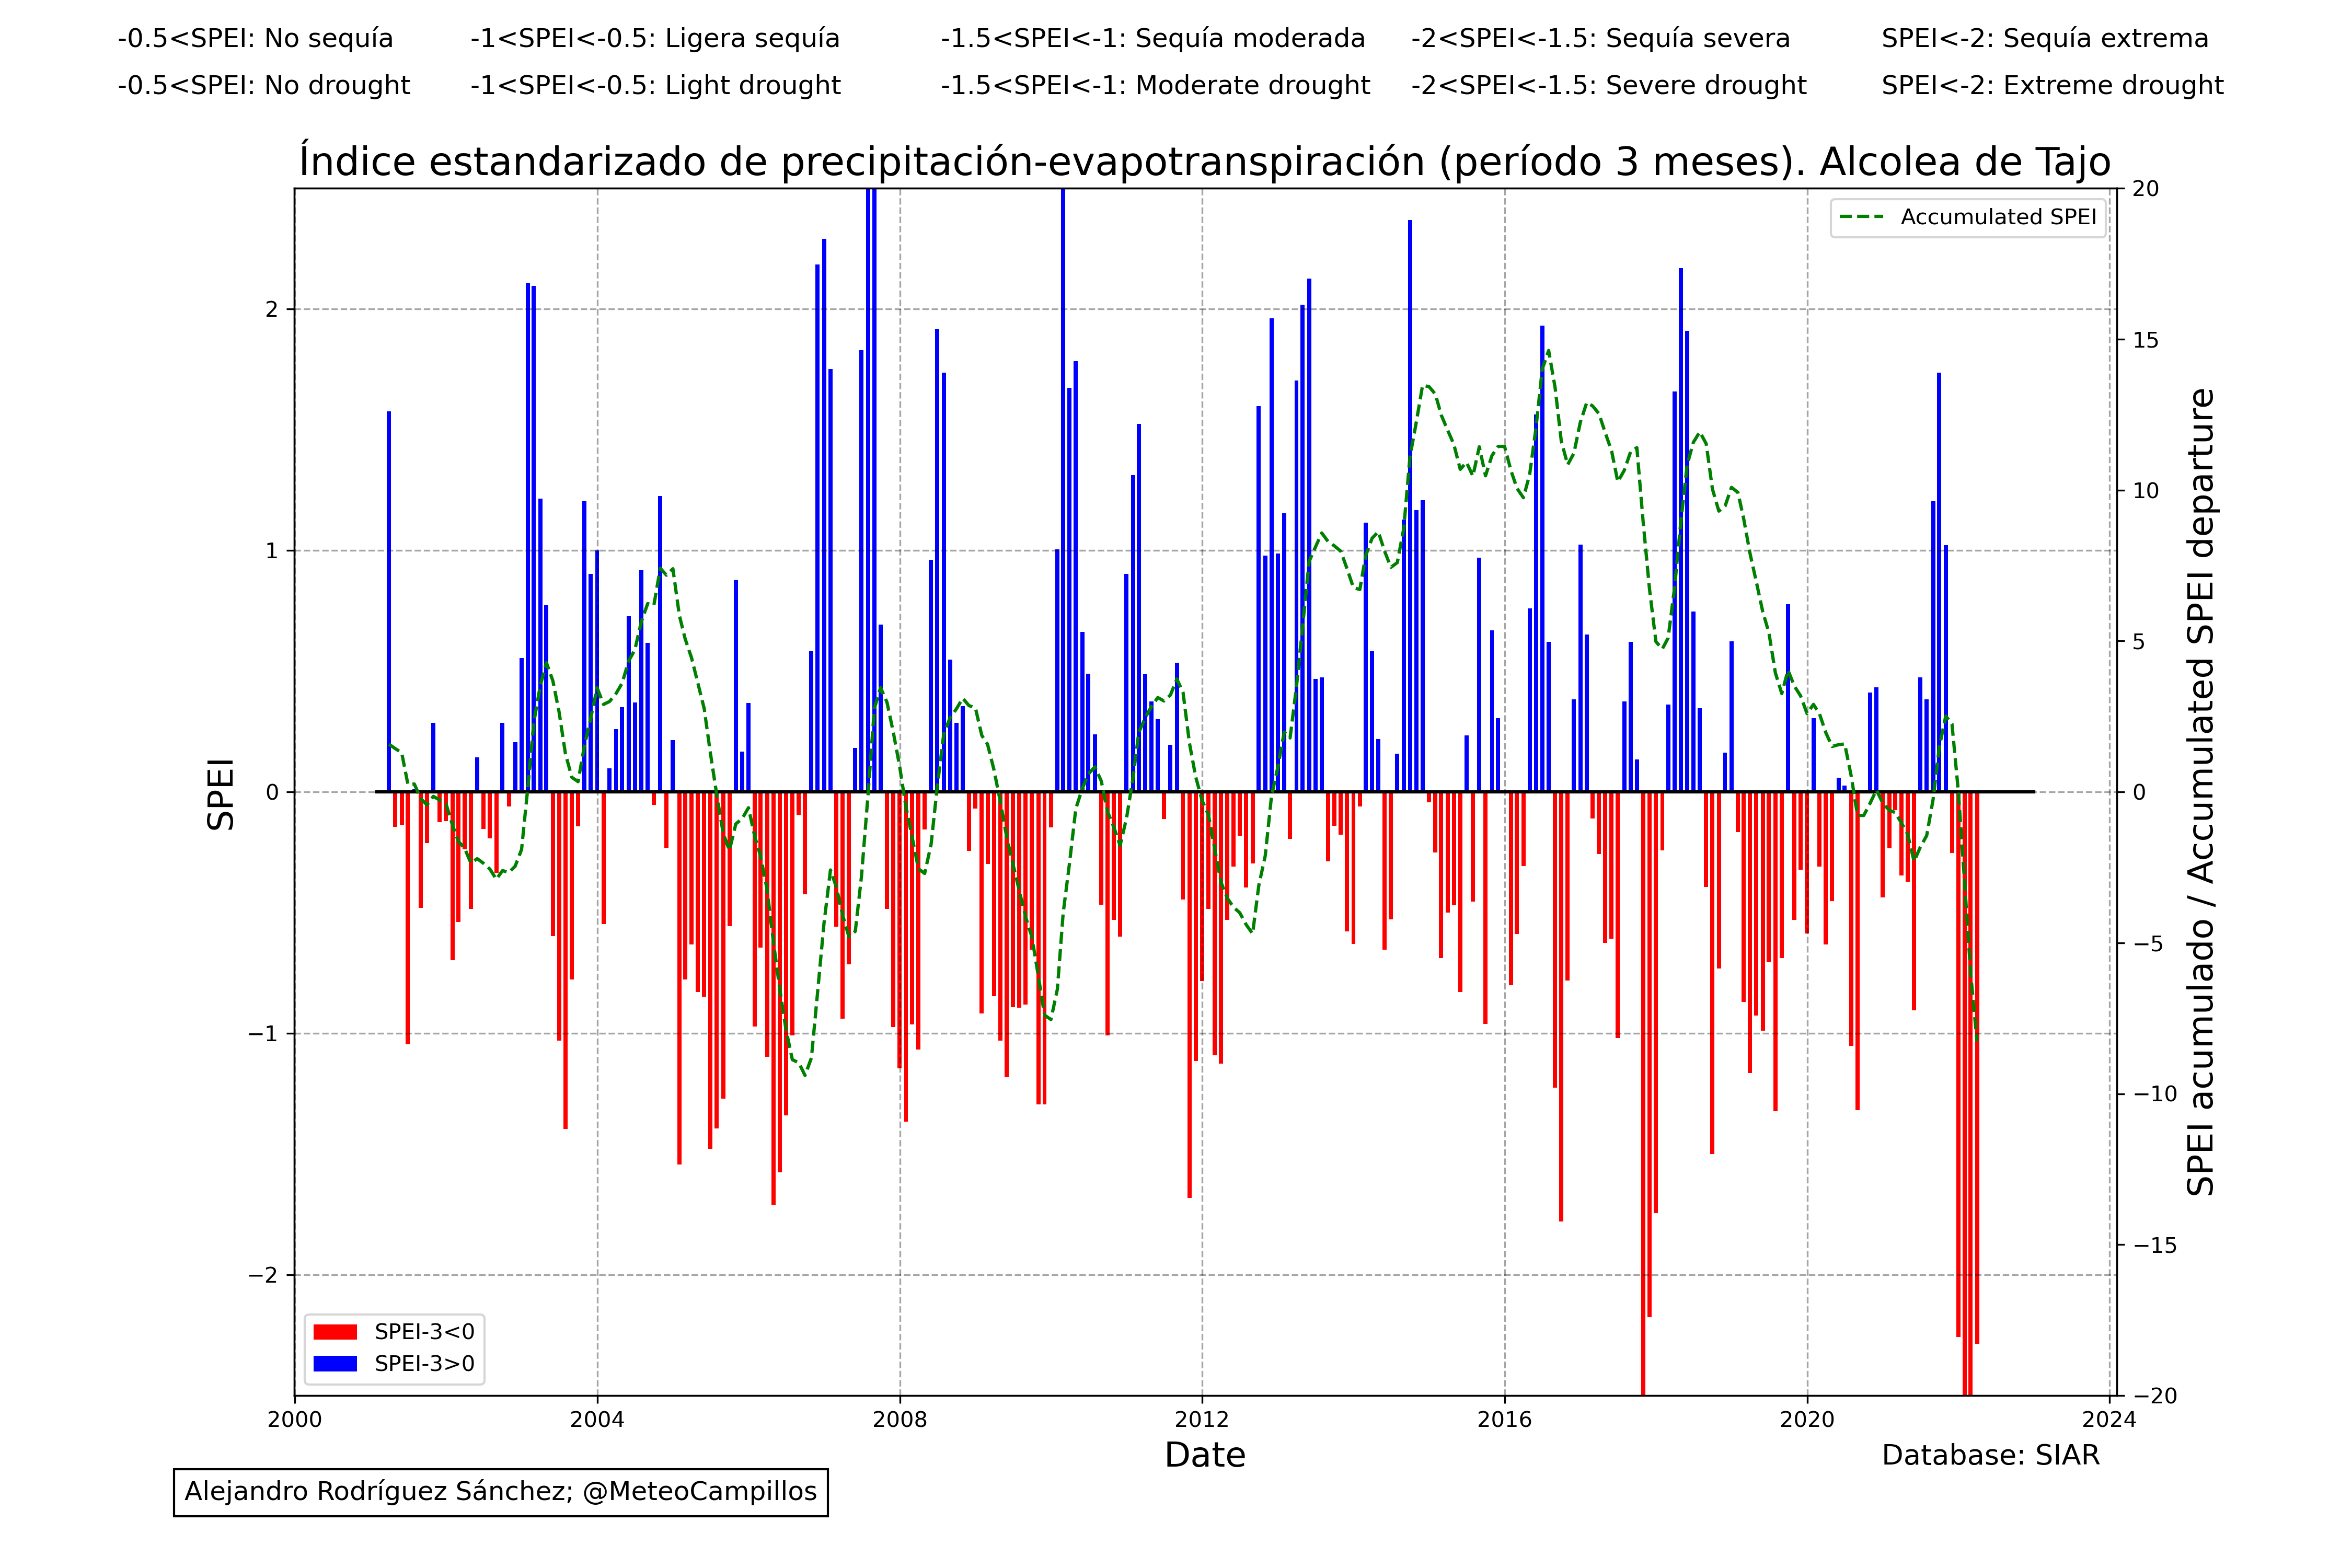 -0.5<SPEI: No sequía
-1<SPEI<-0.5: Ligera sequía
-1.5<SPEI<-1: Sequía moderada
-2<SPEI<-1.5: Sequía severa
SPEI<-2: Sequía extrema
-0.5<SPEI: No drought
-1<SPEI<-0.5: Light drought
-1.5<SPEI<-1: Moderate drought
-2<SPEI<-1.5: Severe drought
SPEI<-2: Extreme drought
Índice estandarizado de precipitación-evapotranspiración (período 3 meses). Alcolea de Tajo
Accumulated SPEI
SPEI
2
1
0
−1
−2
20
15
10
5
0
−5
−10
−15
−20
SPEI acumulado / Accumulated SPEI departure
SPEI-3<0
SPEI-3>0
2000
2004
2008
2012
2016
2020
2024
Date
Database: SIAR
Alejandro Rodríguez Sánchez; @MeteoCampillos